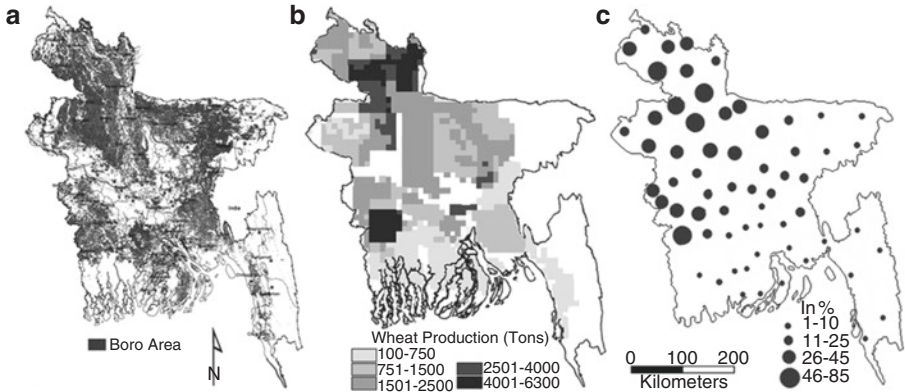 a
b
c
India
Boro Area
N
Wheat Production (Tons)
100-750
751-1500
1501-2500
2501-4000
4001-6300
0 100 200
Kilometers
In %
1-10
11-25
26-45
46-85